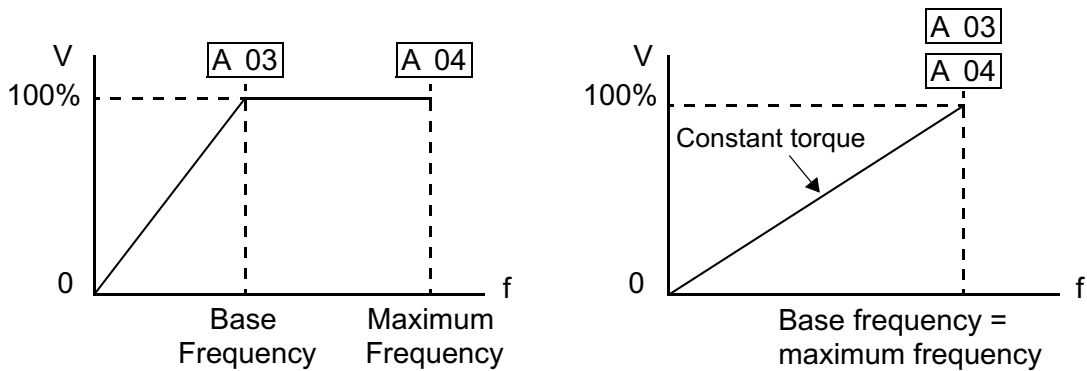 V
A 03
A 04
100%
0
f
Base
Frequency
Maximum
Frequency
A 03
V
A 04
100%
Constant torque
0
f
Base frequency =
maximum frequency